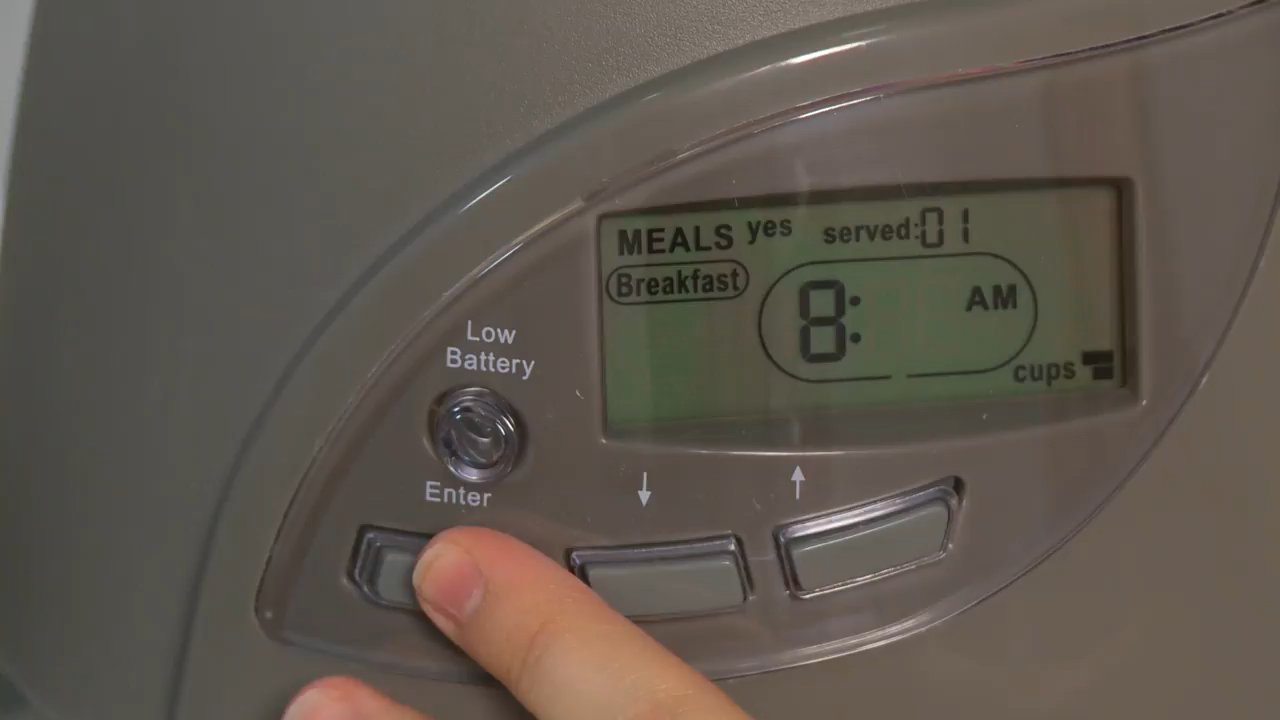 MEALS yes served:01
Breakfast
8: AM
cups
Low
Battery
Enter
↓ ↑